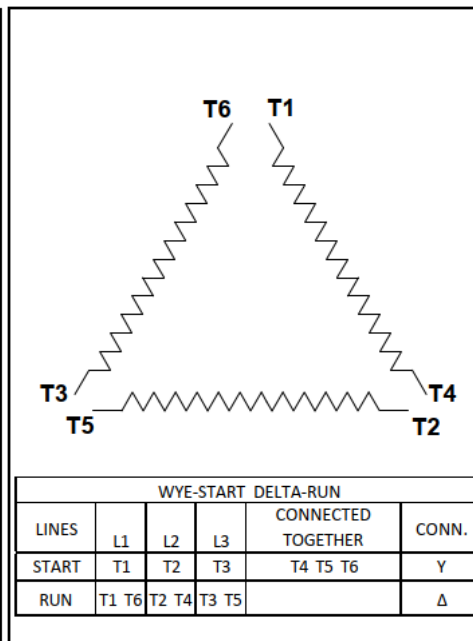 T6 T1
T3 T4
T5 T2
WYE-START DELTA-RUN
LINES L1 L2 L3 CONNECTED TOGETHER CONN.
START T1 T2 T3 T4 T5 T6 Y
RUN T1 T6 T2 T4 T3 T5 Δ